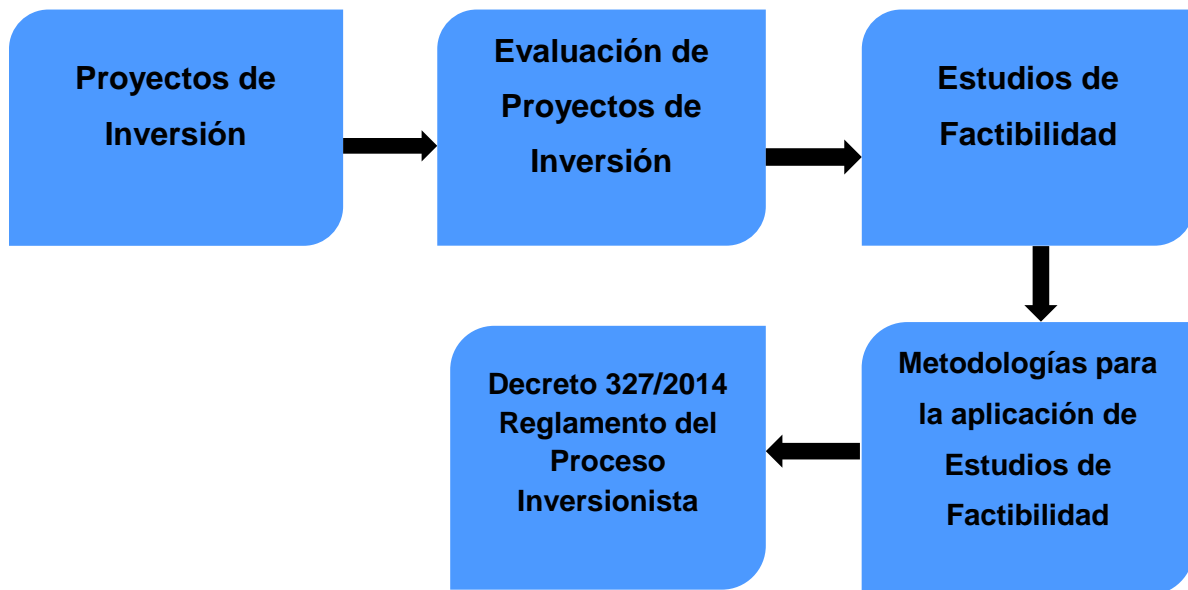 Proyectos de
Inversión
Evaluación de
Proyectos de
Inversión
Estudios de
Factibilidad
Metodologías para
la aplicación de
Estudios de
Factibilidad
Decreto 327/2014
Reglamento del
Proceso
Inversionista